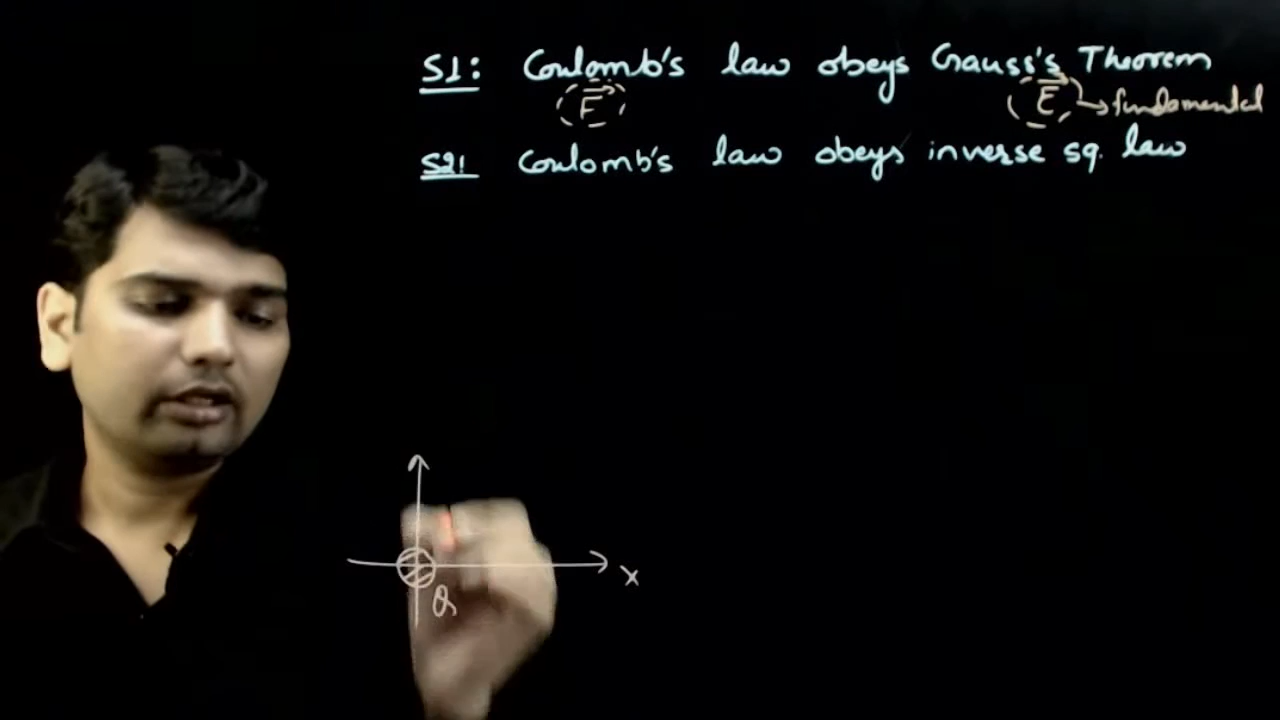 S1: Coulomb's law obeys Gauss's Theorem
F E fundamental
S2! Coulomb's law obeys inverse sq. law
x
Q